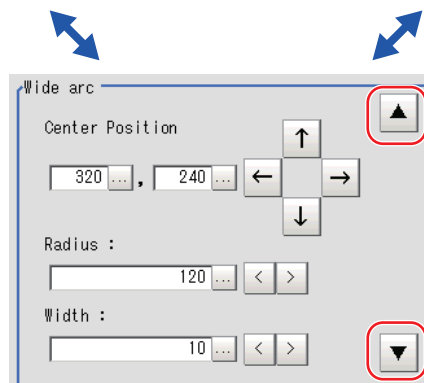 Wide arc
Center Position
320 ... , 240 ...
Radius :
120 ... < >
Width :
10 ... < >